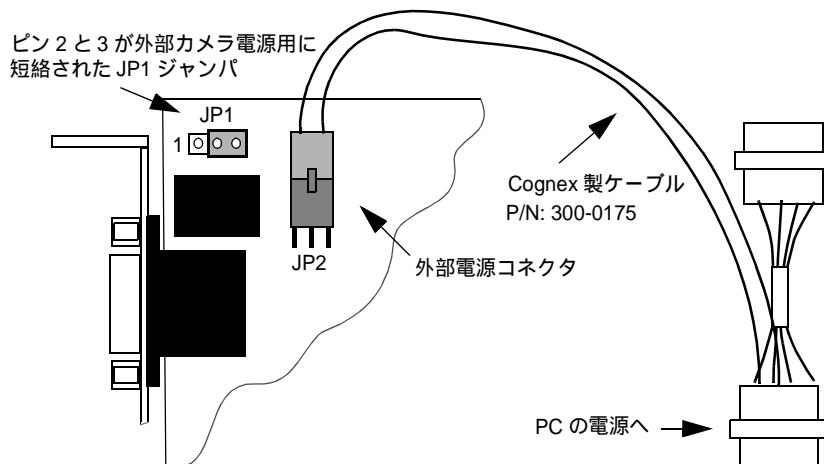 ピン 2 と 3 が外部カメラ電源用に
短絡された JP1 ジャンパ
JP1
1
JP2
Cognex 製ケーブル
P/N: 300-0175
外部電源コネクタ
PC の電源へ